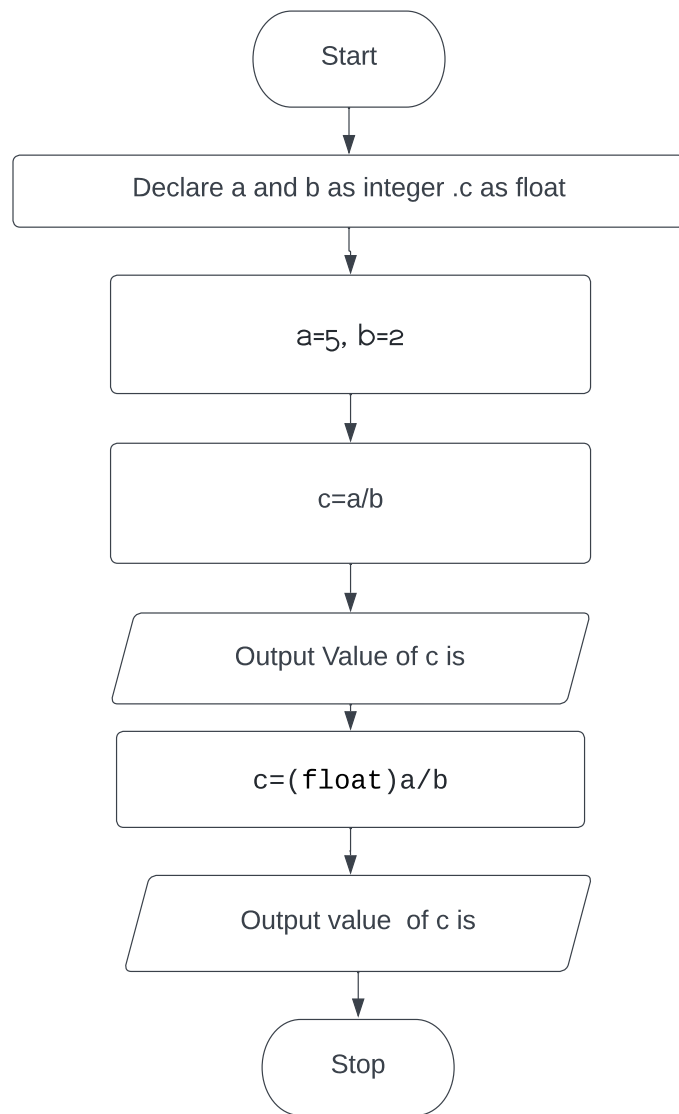 Start
Declare a and b as integer .c as float
a=5, b=2
c=a/b
Output Value of c is
c=(float)a/b
Output value  of c is
Stop